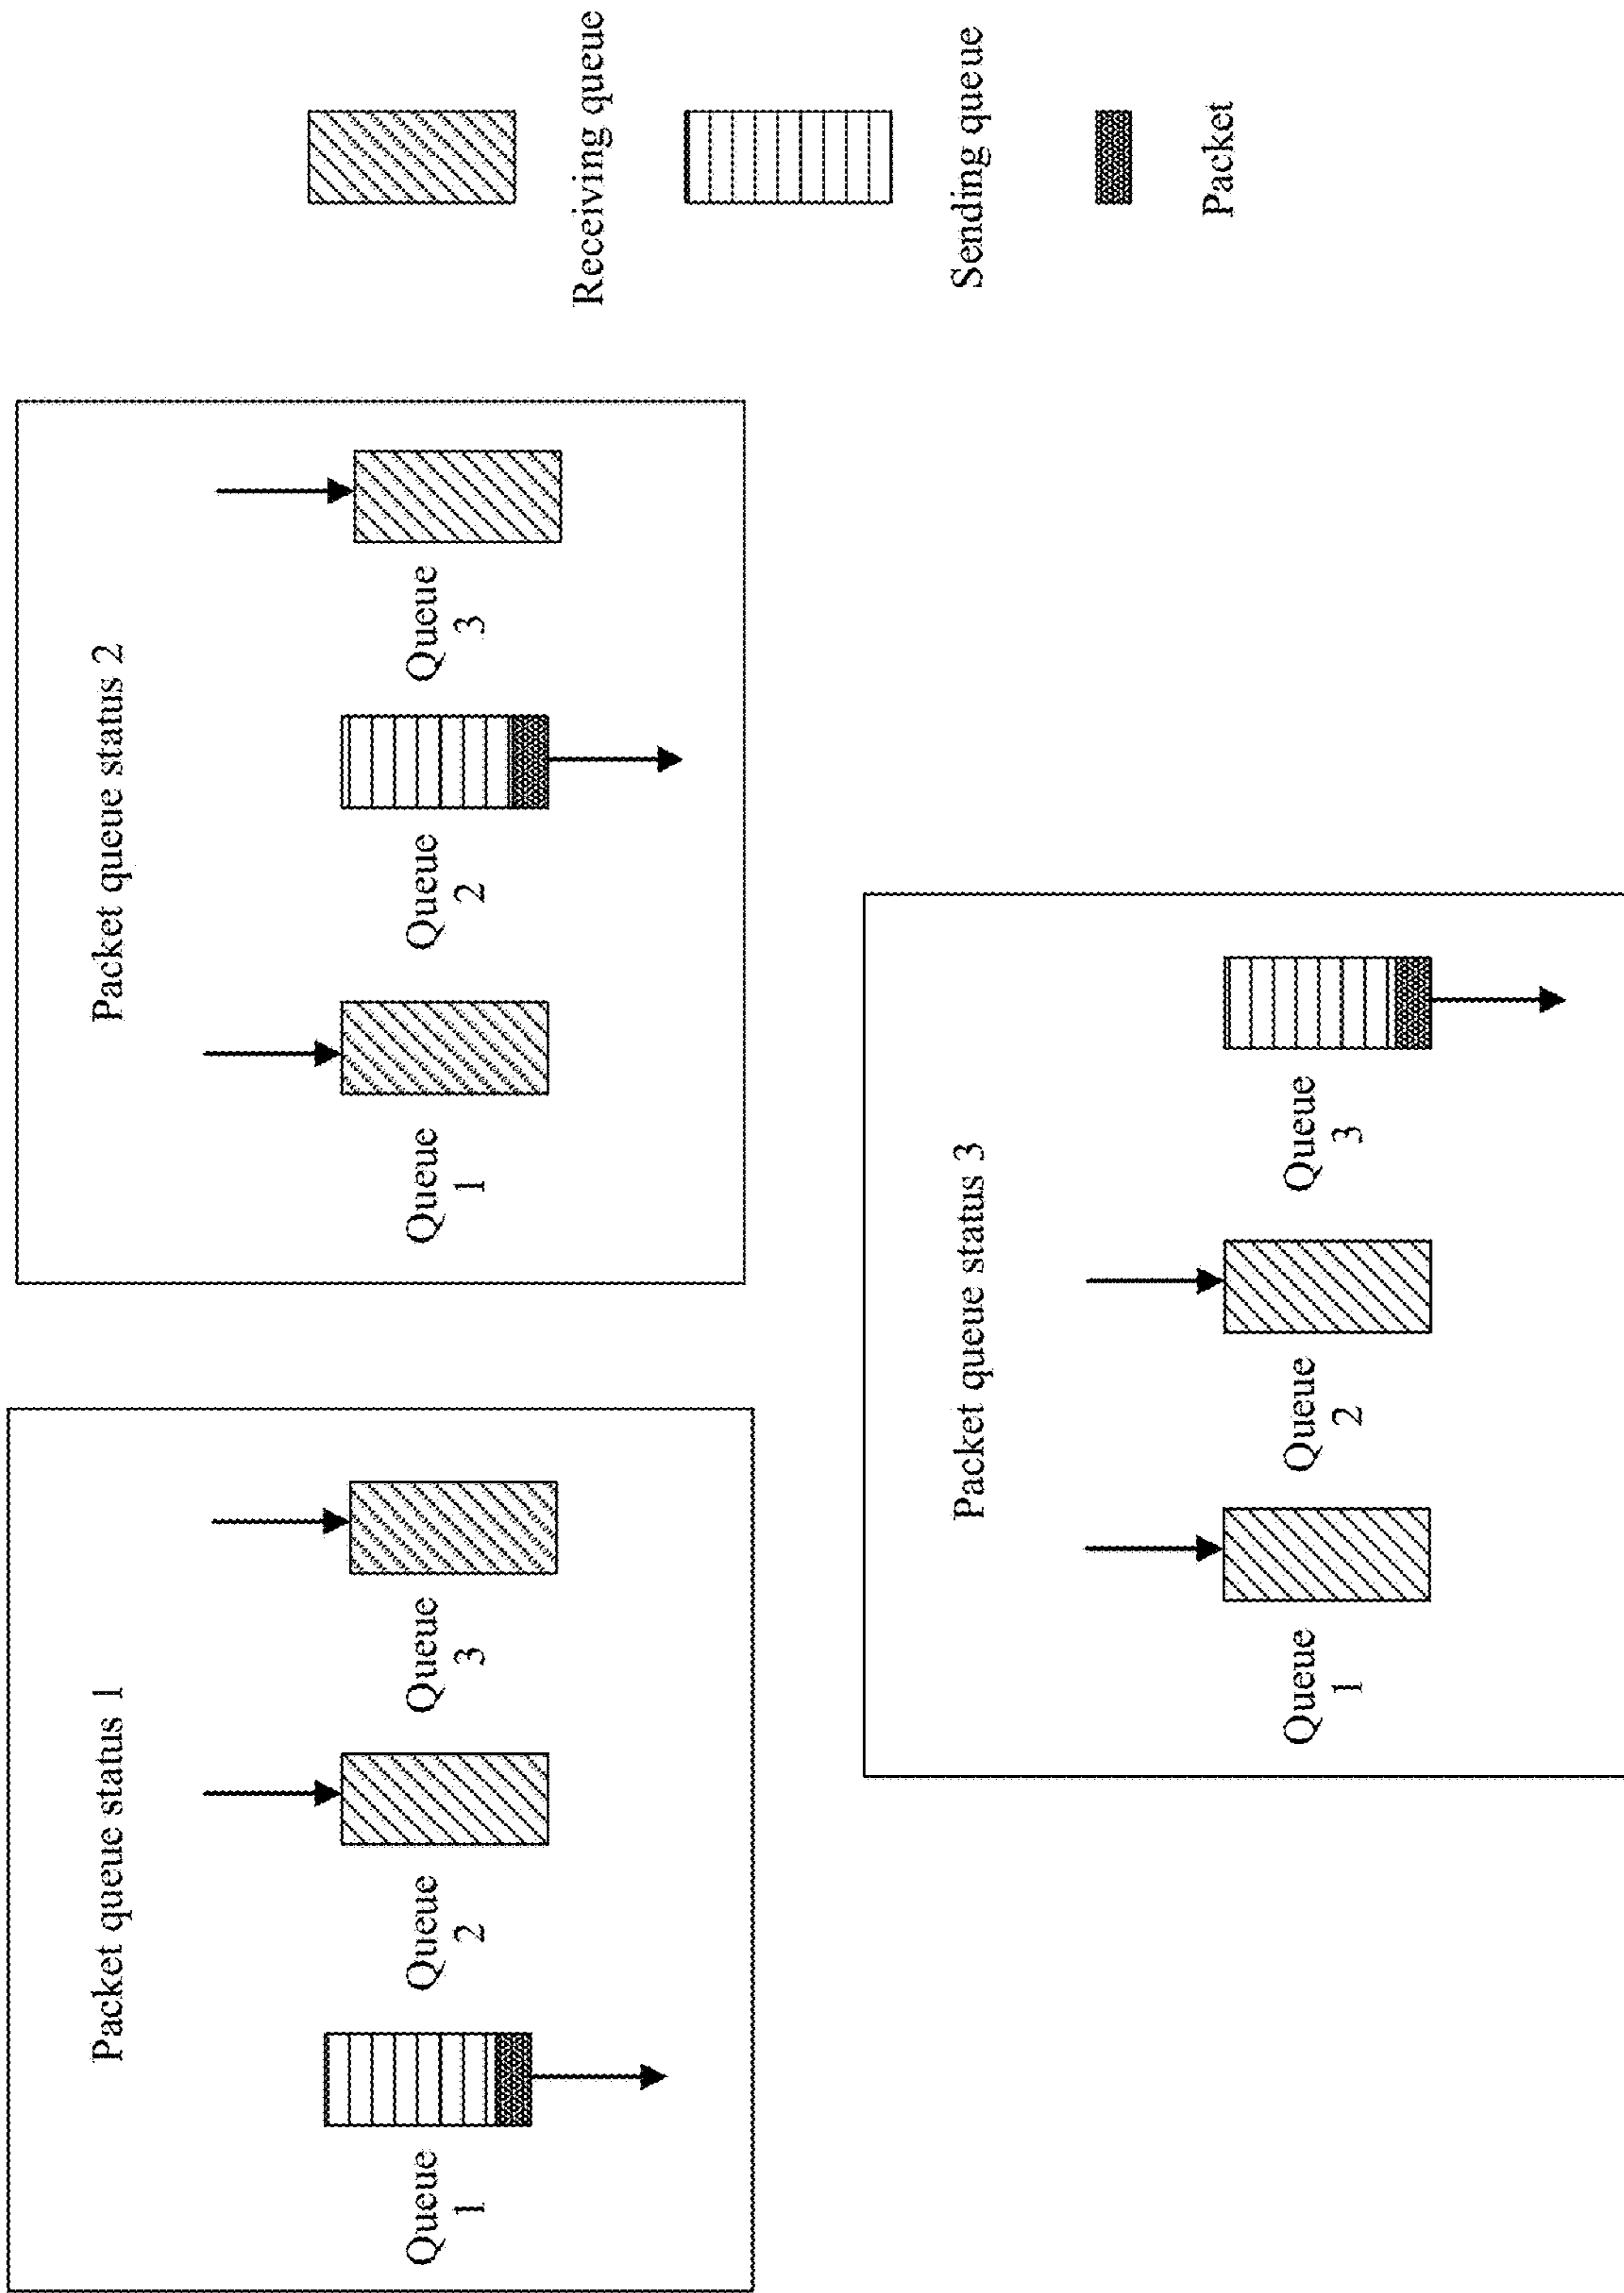 Packet queue status 1
Queue
1
Queue
2
Queue
3
Packet queue status 2
Queue
1
Queue
2
Queue
3
Packet queue status 3
Queue
1
Queue
2
Queue
3
Receiving queue
Sending queue
Packet